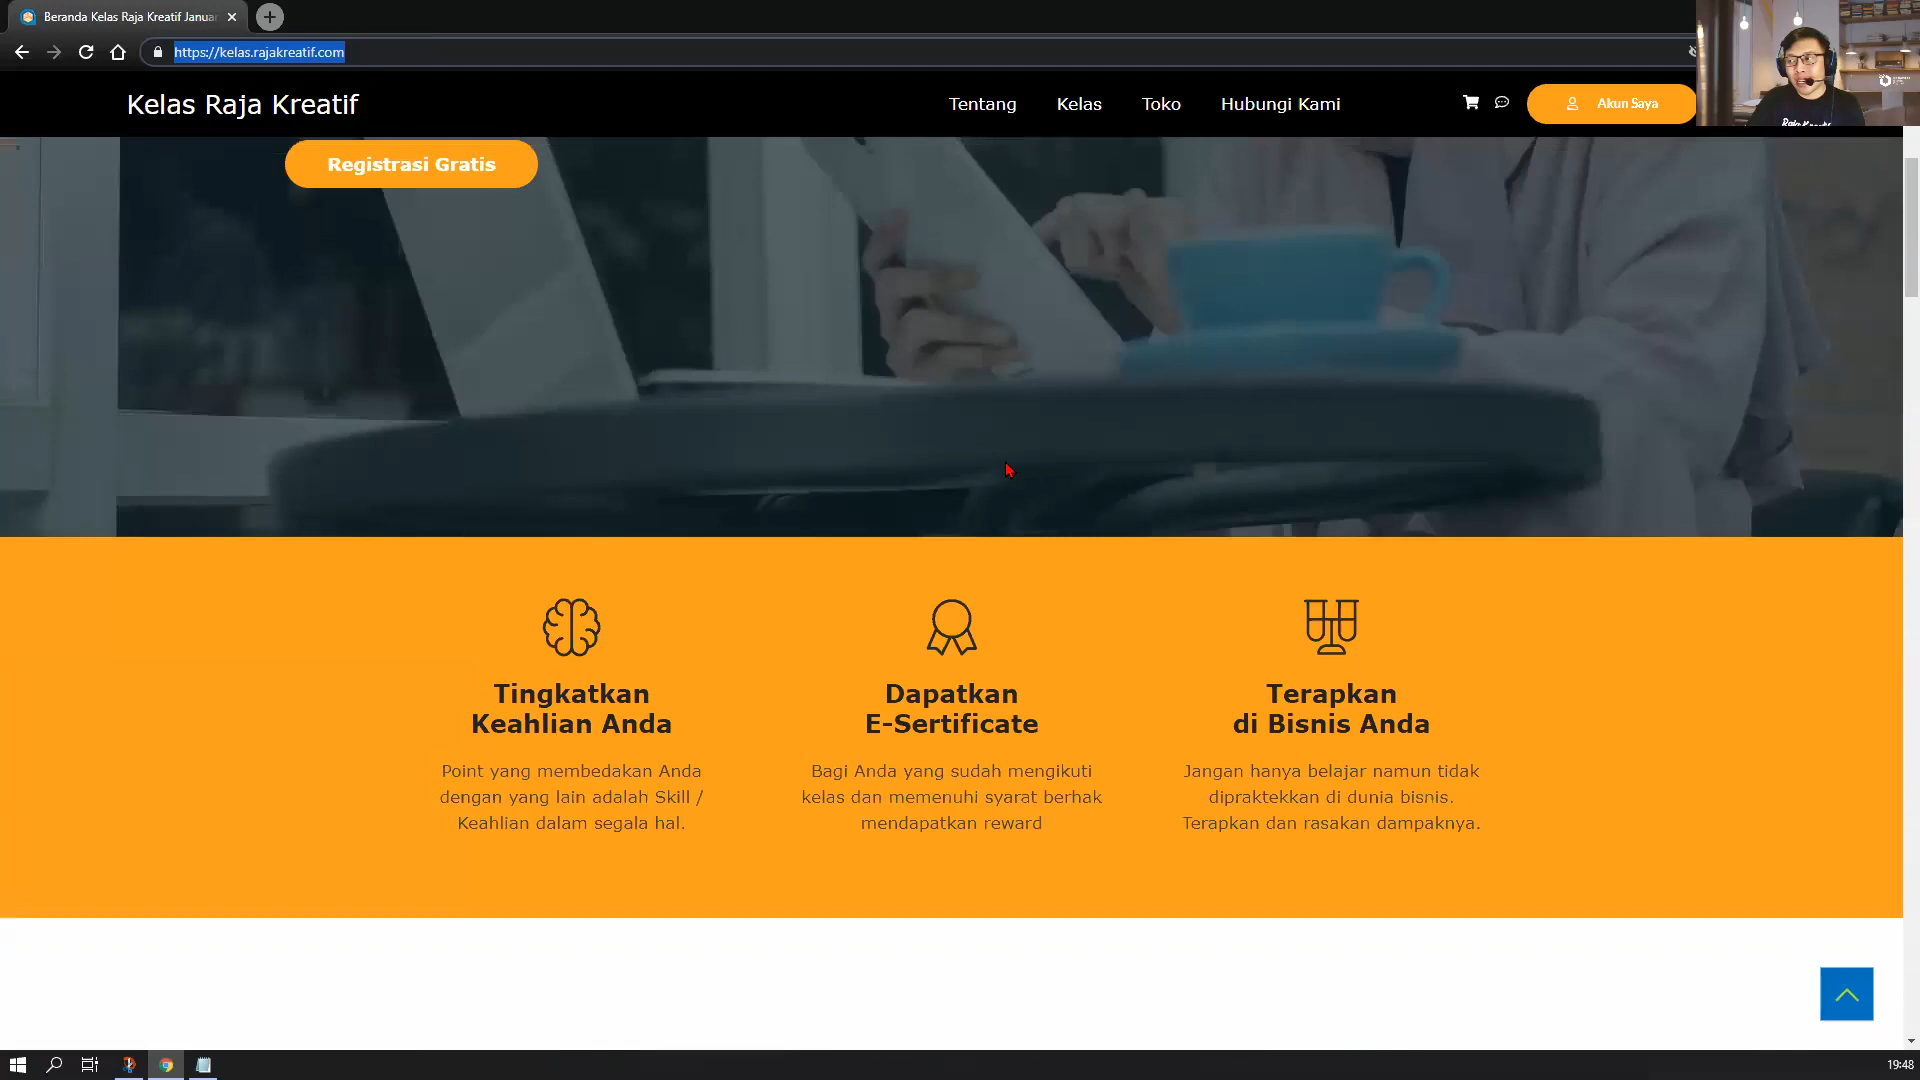 Beranda Kelas Raja Kreatif Januar
https://kelas.rajakreatif.com
Kelas Raja Kreatif
Tentang
Kelas
Toko
Hubungi Kami
Akun Saya
Registrasi Gratis
Tingkatkan
Keahlian Anda
Point yang membedakan Anda
dengan yang lain adalah Skill /
Keahlian dalam segala hal.
Dapatkan
E-Sertificate
Bagi Anda yang sudah mengikuti
kelas dan memenuhi syarat berhak
mendapatkan reward
Terapkan
di Bisnis Anda
Jangan hanya belajar namun tidak
dipraktekkan di dunia bisnis.
Terapkan dan rasakan dampaknya.
19:48